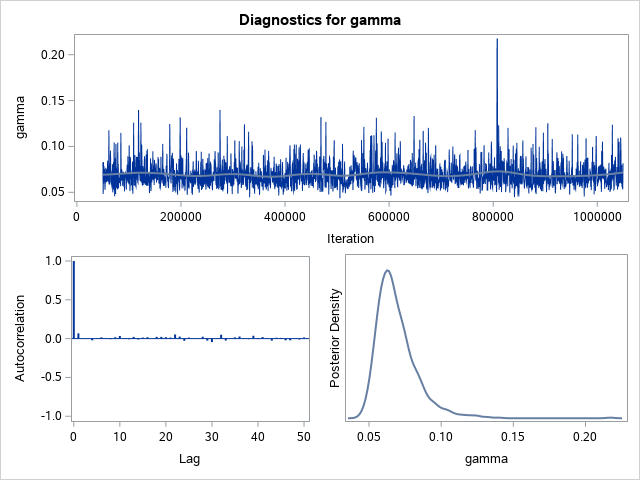 Diagnostics for gamma
0.20
0.15
0.10
0.05
gamma
0 200000 400000 600000 800000 1000000
Iteration
1.0
0.5
0.0
-0.5
-1.0
Autocorrelation
0 10 20 30 40 50
Lag
Posterior Density
0.05 0.10 0.15 0.20
gamma